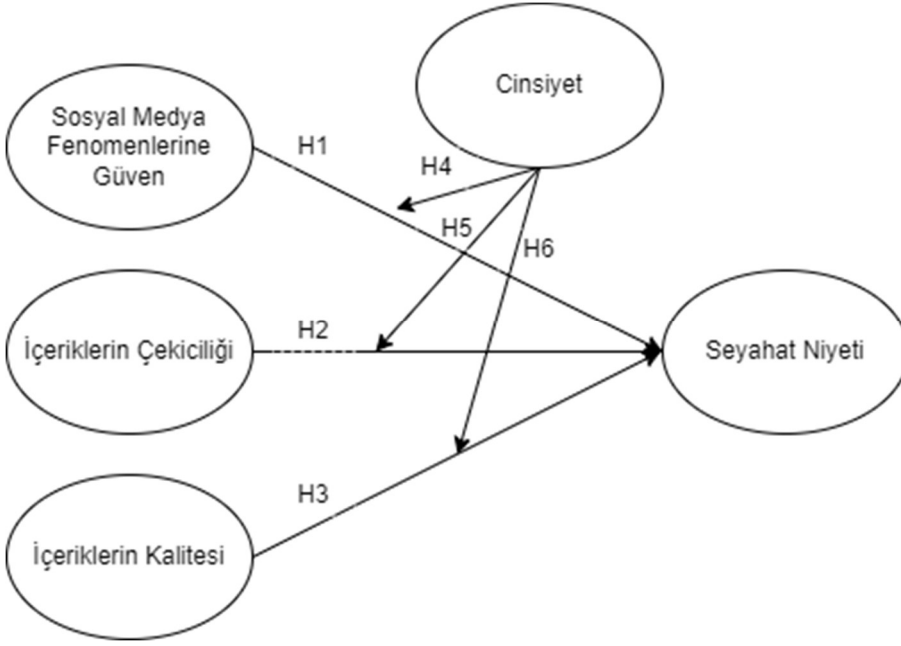 Cinsiyet
Sosyal Medya
Fenomenlerine
Güven
H1
H4
H5
H6
İçeriklerin Çekiciliği
H2
Seyahat Niyeti
H3
İçeriklerin Kalitesi